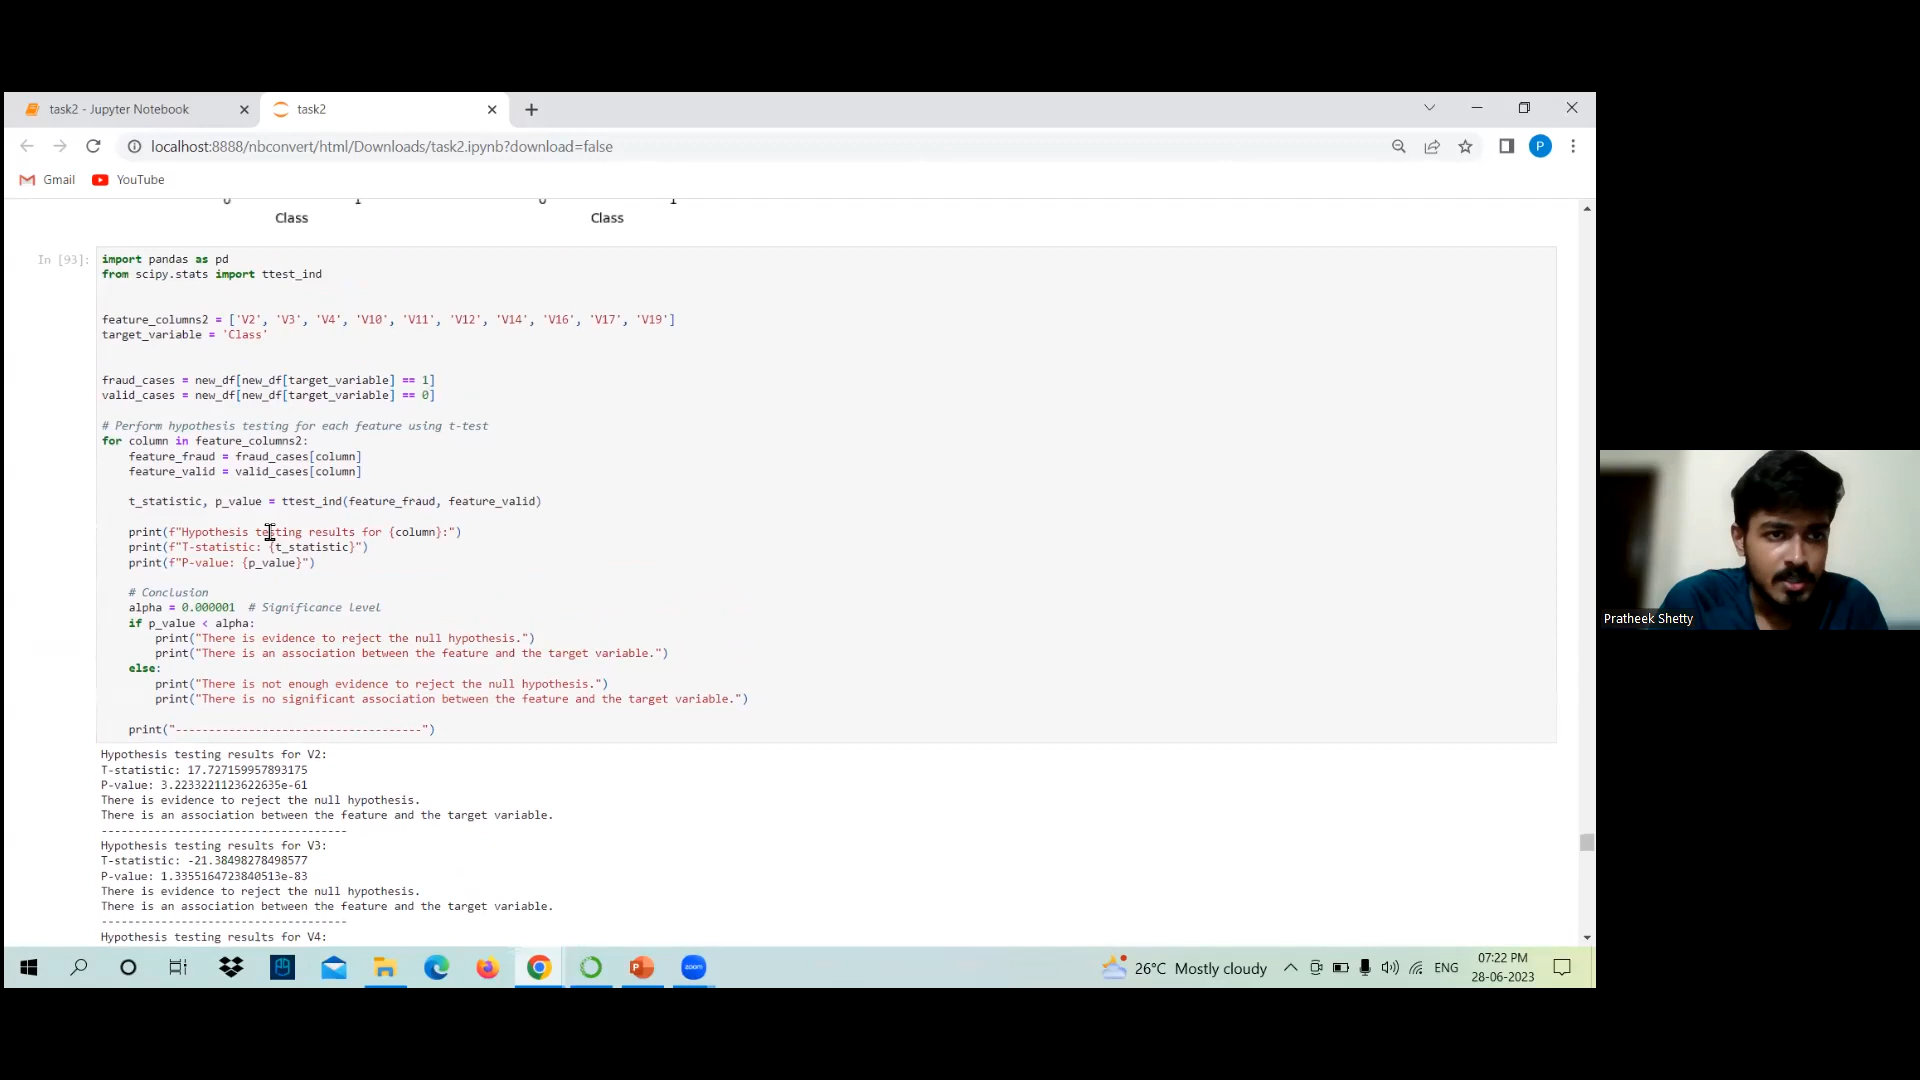 task2 - Jupyter Notebook
task2
localhost:8888/nbconvert/html/Downloads/task2.ipynb?download=false
P
Gmail
YouTube
0 1 0 1
Class Class
In [93]:
import pandas as pd
from scipy.stats import ttest_ind
feature_columns2 = ['V2', 'V3', 'V4', 'V10', 'V11', 'V12', 'V14', 'V16', 'V17', 'V19']
target_variable = 'Class'
fraud_cases = new_df[new_df[target_variable] == 1]
valid_cases = new_df[new_df[target_variable] == 0]
# Perform hypothesis testing for each feature using t-test
for column in feature_columns2:
    feature_fraud = fraud_cases[column]
    feature_valid = valid_cases[column]
    t_statistic, p_value = ttest_ind(feature_fraud, feature_valid)
    print(f"Hypothesis testing results for {column}:")
    print(f"T-statistic: {t_statistic}")
    print(f"P-value: {p_value}")
    # Conclusion
    alpha = 0.000001  # Significance level
    if p_value < alpha:
        print("There is evidence to reject the null hypothesis.")
        print("There is an association between the feature and the target variable.")
    else:
        print("There is not enough evidence to reject the null hypothesis.")
        print("There is no significant association between the feature and the target variable.")
    print("-------------------------------------")
Hypothesis testing results for V2:
T-statistic: 17.727159957893175
P-value: 3.2233221123622635e-61
There is evidence to reject the null hypothesis.
There is an association between the feature and the target variable.
-------------------------------------
Hypothesis testing results for V3:
T-statistic: -21.38498278498577
P-value: 1.3355164723840513e-83
There is evidence to reject the null hypothesis.
There is an association between the feature and the target variable.
-------------------------------------
Hypothesis testing results for V4:
Pratheek Shetty
zoom
26°C Mostly cloudy
ENG
07:22 PM
28-06-2023